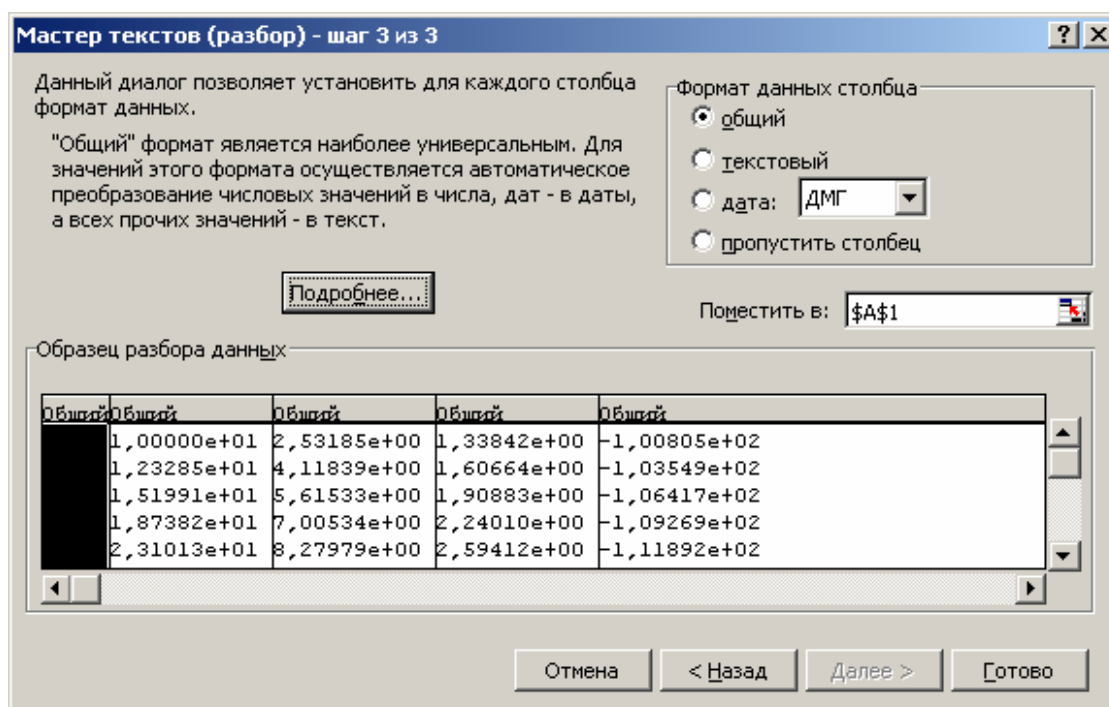 Мастер текстов (разбор) - шаг 3 из 3
Данный диалог позволяет установить для каждого столбца
формат данных.
"Общий" формат является наиболее универсальным. Для
значений этого формата осуществляется автоматическое
преобразование числовых значений в числа, дат - в даты,
а всех прочих значений - в текст.
Подробнее...
Формат данных столбца
общий
текстовый
дата: ДМГ
пропустить столбец
Поместить в: $A$1
Образец разбора данных
Общий Общий Общий Общий Общий
1,00000e+01 2,53185e+00 1,33842e+00 -1,00805e+02
1,23285e+01 4,11839e+00 1,60664e+00 -1,03549e+02
1,51991e+01 5,61533e+00 1,90883e+00 -1,06417e+02
1,87382e+01 7,00534e+00 2,24010e+00 -1,09269e+02
2,31013e+01 8,27979e+00 2,59412e+00 -1,11892e+02
Отмена < Назад Далее > Готово